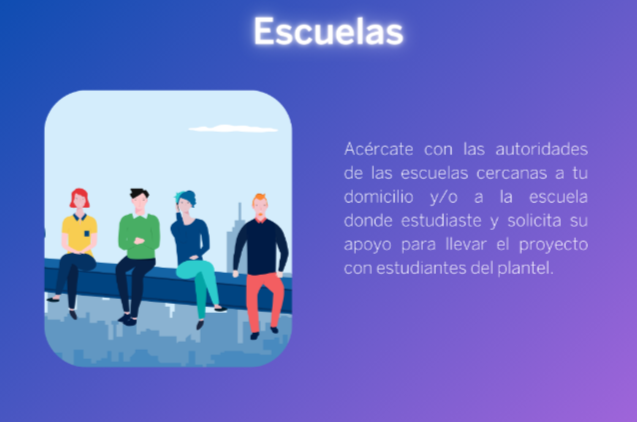 Escuelas
Acércate con las autoridades
de las escuelas cercanas a tu
domicilio y/o a la escuela
donde estudiaste y solicita su
apoyo para llevar el proyecto
con estudiantes del plantel.